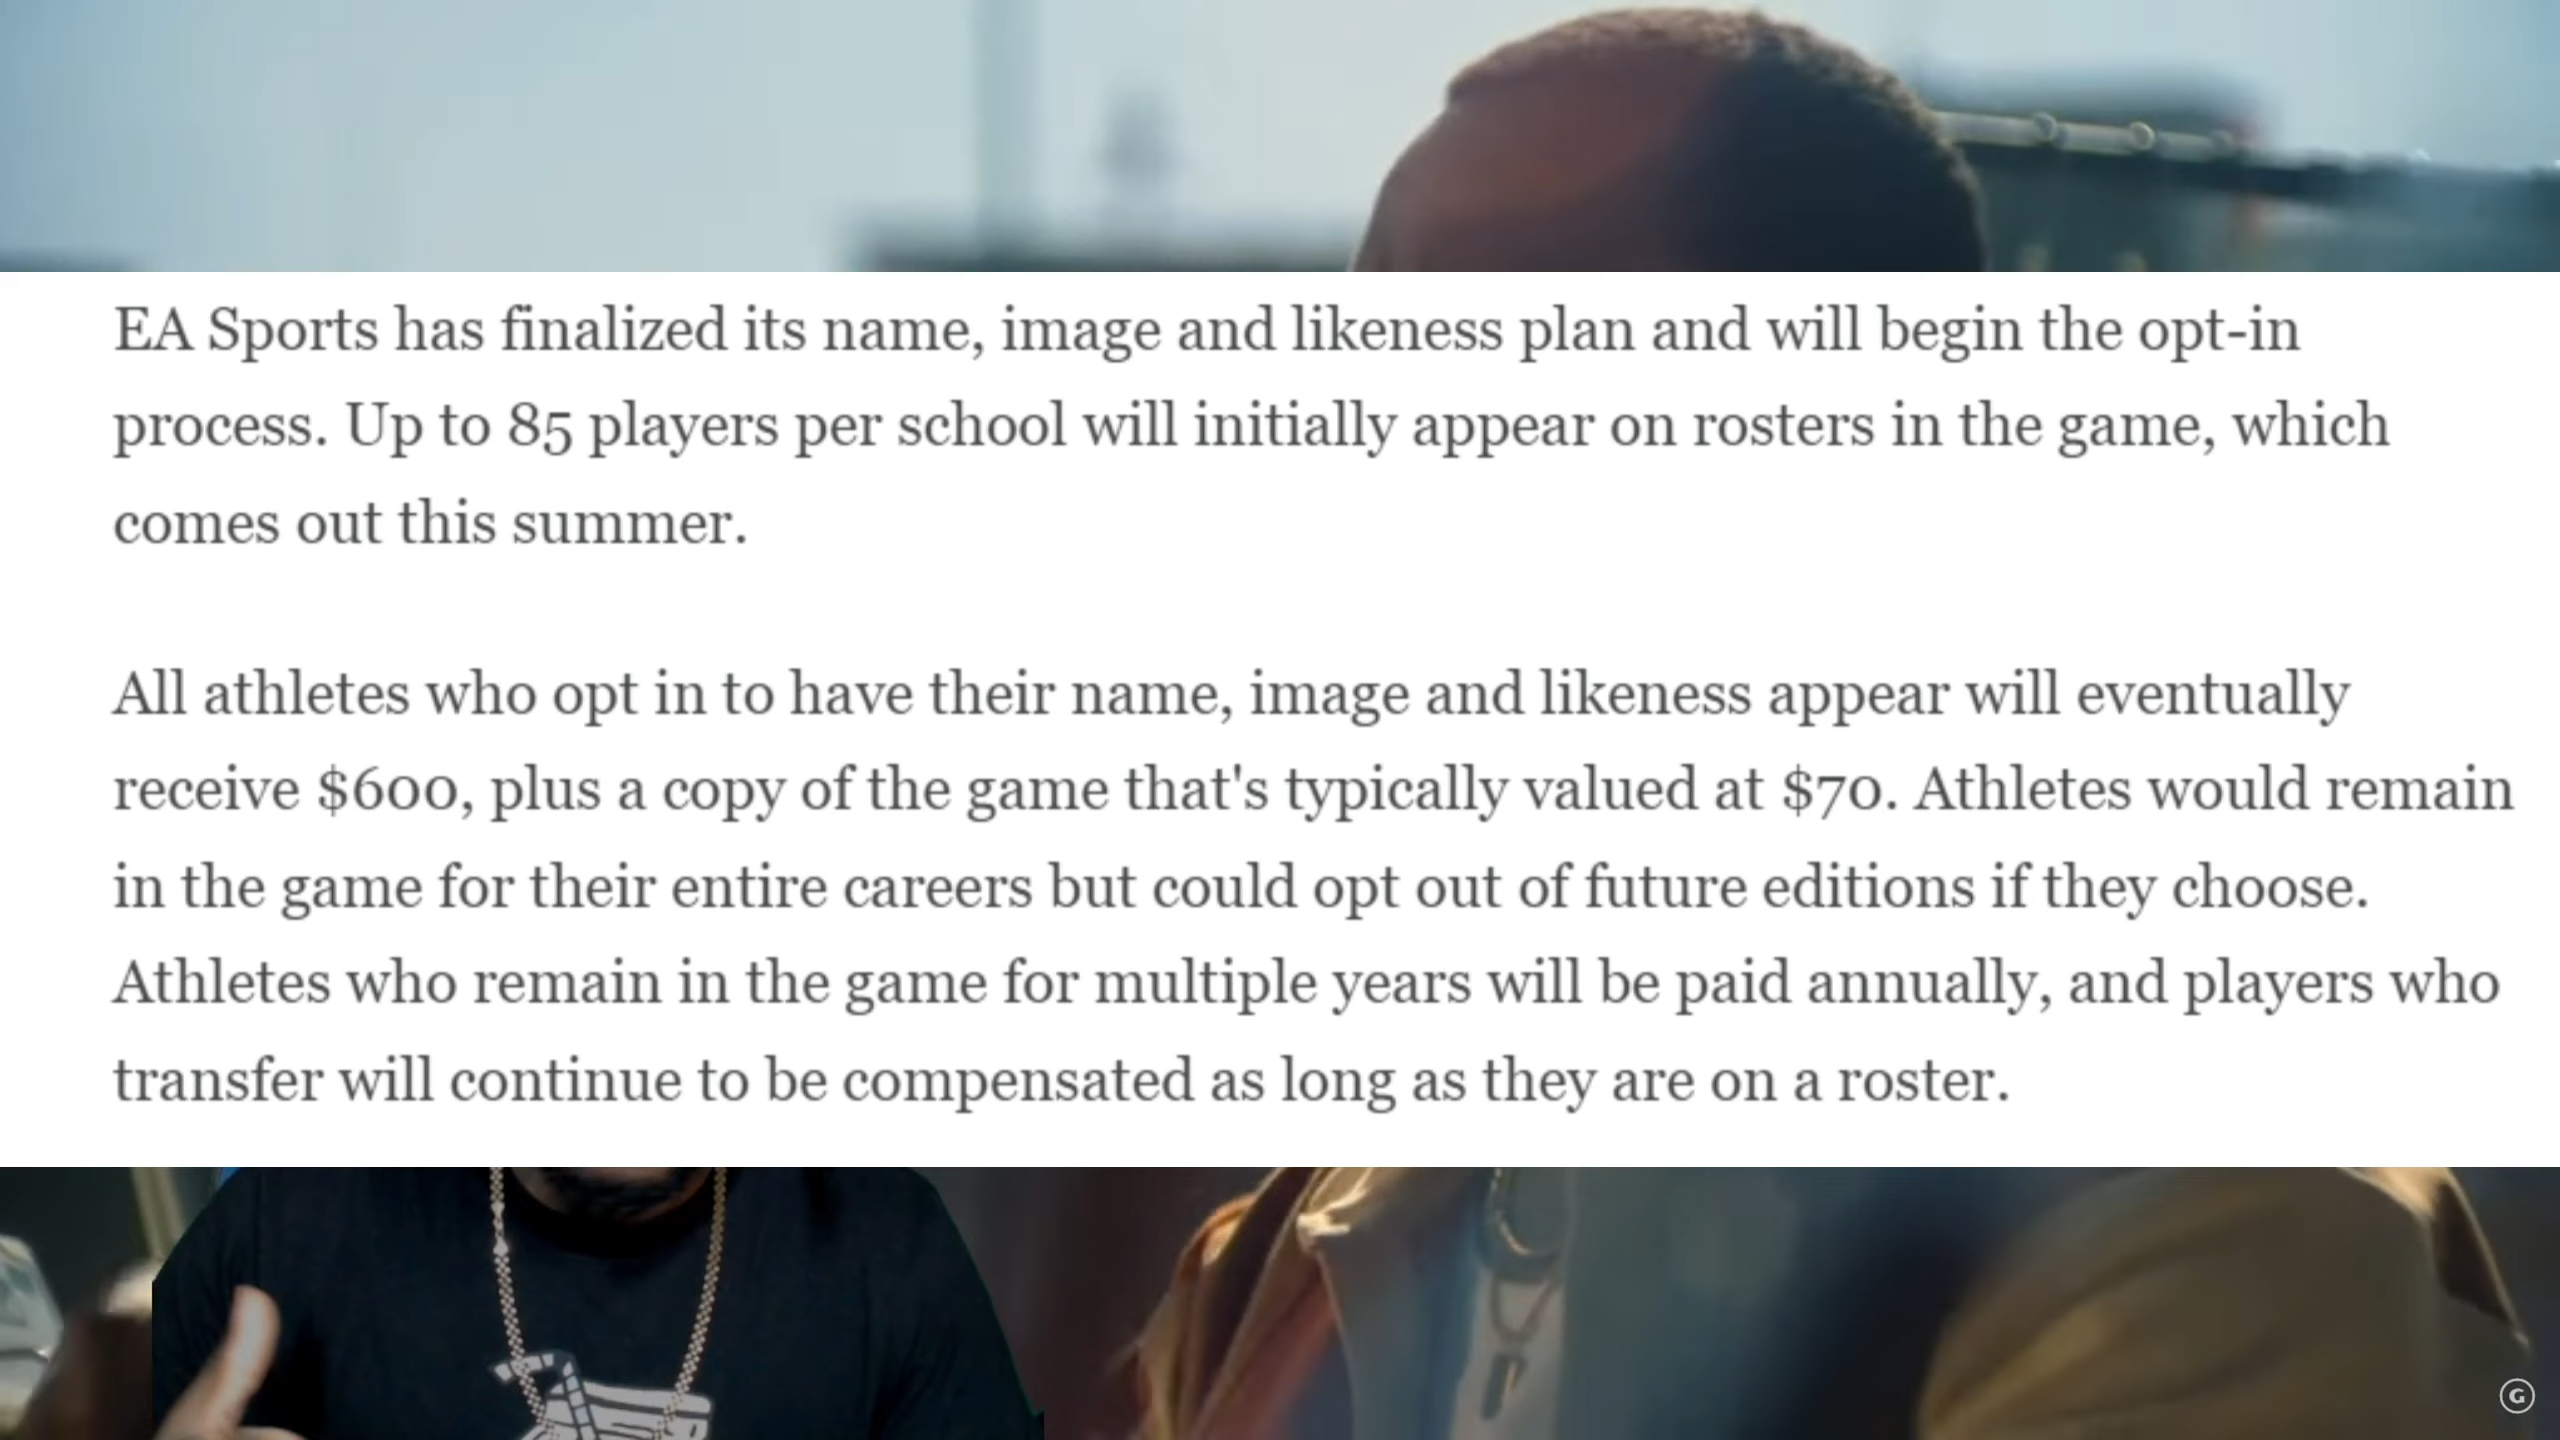 EA Sports has finalized its name, image and likeness plan and will begin the opt-in
process. Up to 85 players per school will initially appear on rosters in the game, which
comes out this summer.
All athletes who opt in to have their name, image and likeness appear will eventually
receive $600, plus a copy of the game that's typically valued at $70. Athletes would remain
in the game for their entire careers but could opt out of future editions if they choose.
Athletes who remain in the game for multiple years will be paid annually, and players who
transfer will continue to be compensated as long as they are on a roster.
G